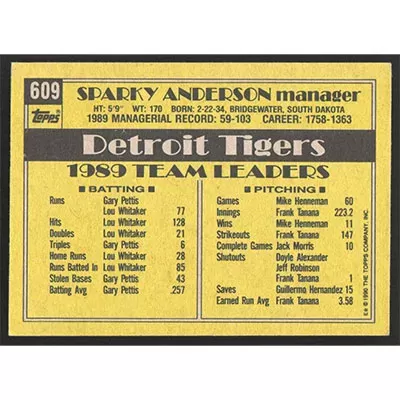 609
Topps
SPARKY ANDERSON manager
HT: 5'9" WT: 170 BORN: 2-22-34, BRIDGEWATER, SOUTH DAKOTA
1989 MANAGERIAL RECORD: 59-103 CAREER: 1758-1363
Detroit Tigers
1989 TEAM LEADERS
BATTING
Runs Gary Pettis
Lou Whitaker 77
Hits Lou Whitaker 128
Doubles Lou Whitaker 21
Triples Gary Pettis 6
Home Runs Lou Whitaker 28
Runs Batted In Lou Whitaker 85
Stolen Bases Gary Pettis 43
Batting Avg Gary Pettis .257
PITCHING
Games Mike Henneman 60
Innings Frank Tanana 223.2
Wins Mike Henneman 11
Strikeouts Frank Tanana 147
Complete Games Jack Morris 10
Shutouts Doyle Alexander
Jeff Robinson
Frank Tanana 1
Saves Guillermo Hernandez 15
Earned Run Avg Frank Tanana 3.58
© 1990 THE TOPPS COMPANY, INC.